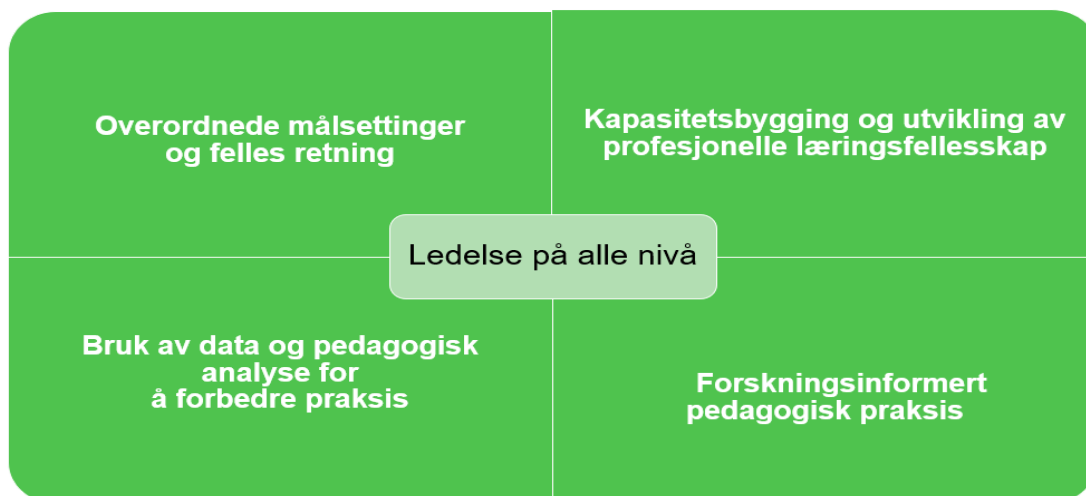 Overordnede målsettinger
og felles retning
Kapasitetsbygging og utvikling av
profesjonelle læringsfellesskap
Ledelse på alle nivå
Bruk av data og pedagogisk
analyse for
å forbedre praksis
Forskningsinformert
pedagogisk praksis